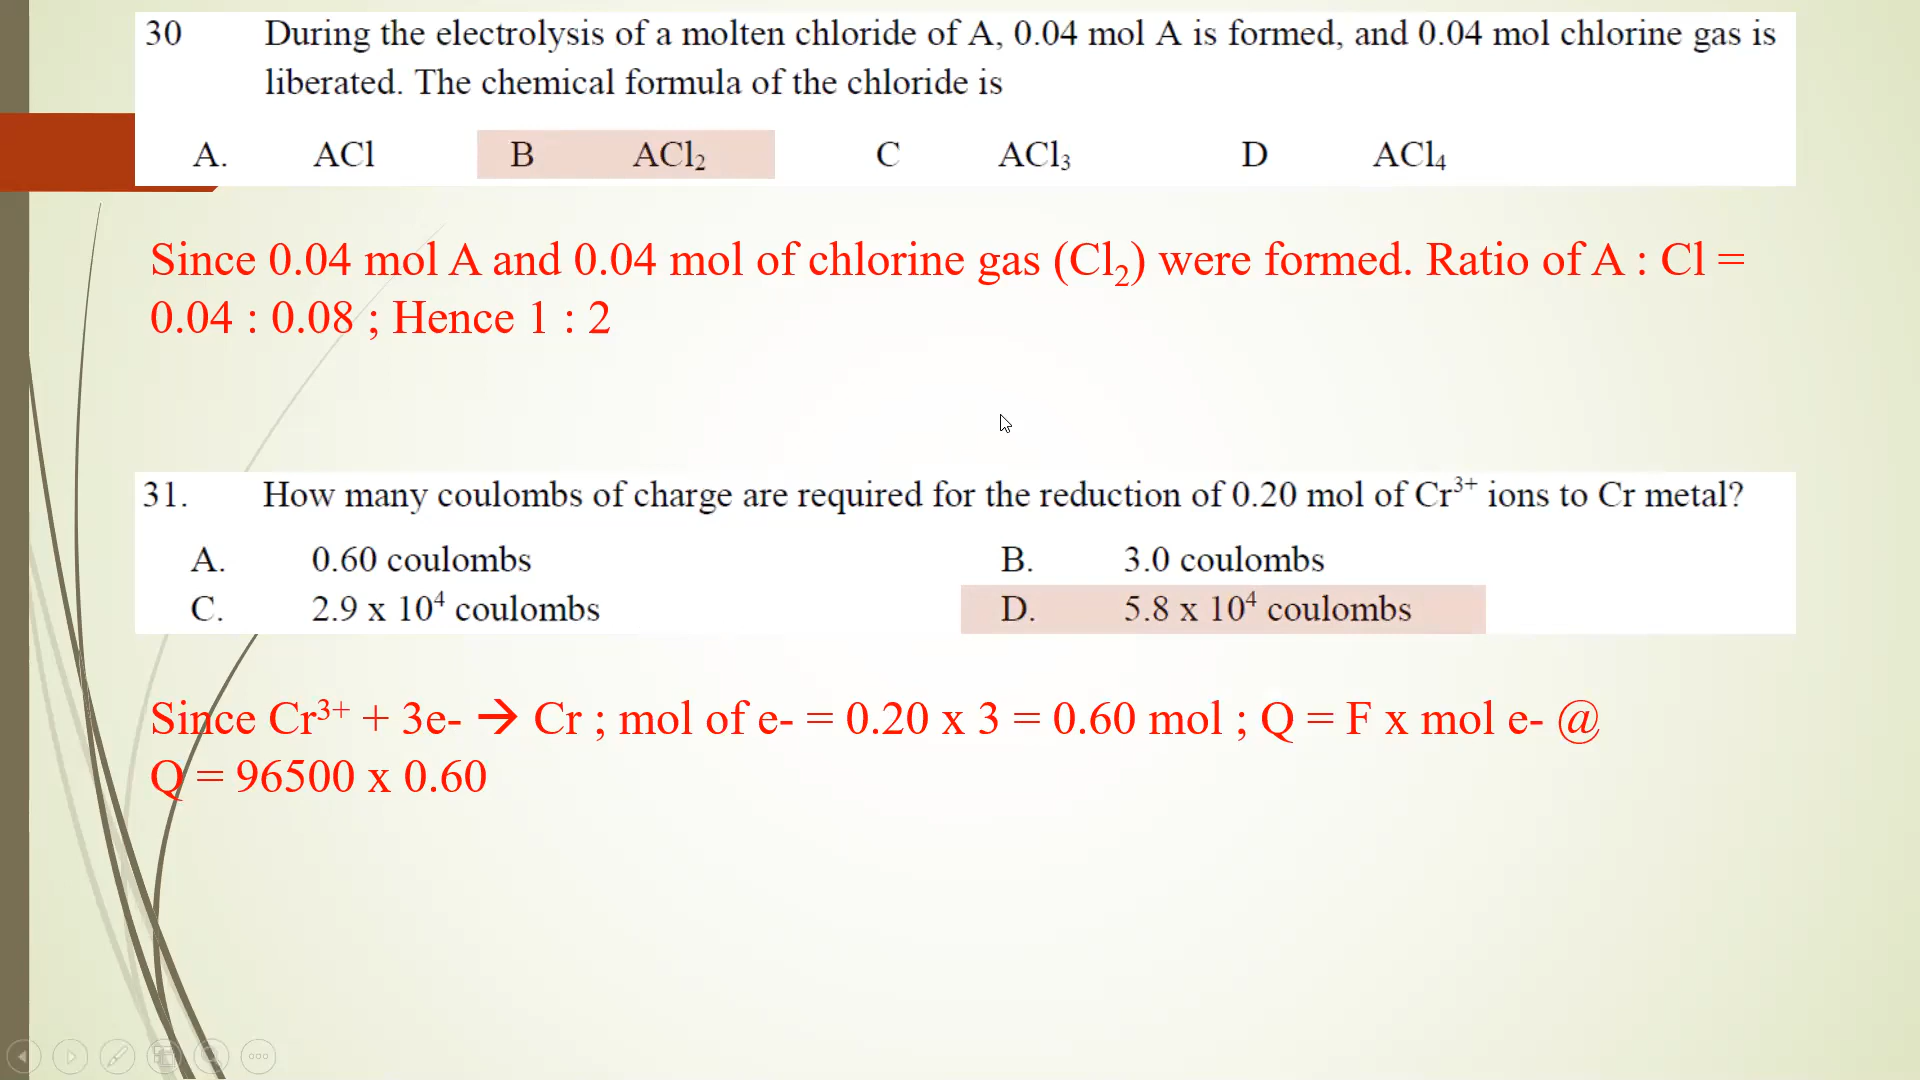 30 During the electrolysis of a molten chloride of A, 0.04 mol A is formed, and 0.04 mol chlorine gas is
liberated. The chemical formula of the chloride is
A. ACl B ACl₂ C ACl₃ D ACl₄
Since 0.04 mol A and 0.04 mol of chlorine gas (Cl₂) were formed. Ratio of A : Cl =
0.04 : 0.08 ; Hence 1 : 2
31. How many coulombs of charge are required for the reduction of 0.20 mol of Cr³⁺ ions to Cr metal?
A. 0.60 coulombs B. 3.0 coulombs
C. 2.9 x 10⁴ coulombs D. 5.8 x 10⁴ coulombs
Since Cr³⁺ + 3e- → Cr ; mol of e- = 0.20 x 3 = 0.60 mol ; Q = F x mol e- @
Q = 96500 x 0.60